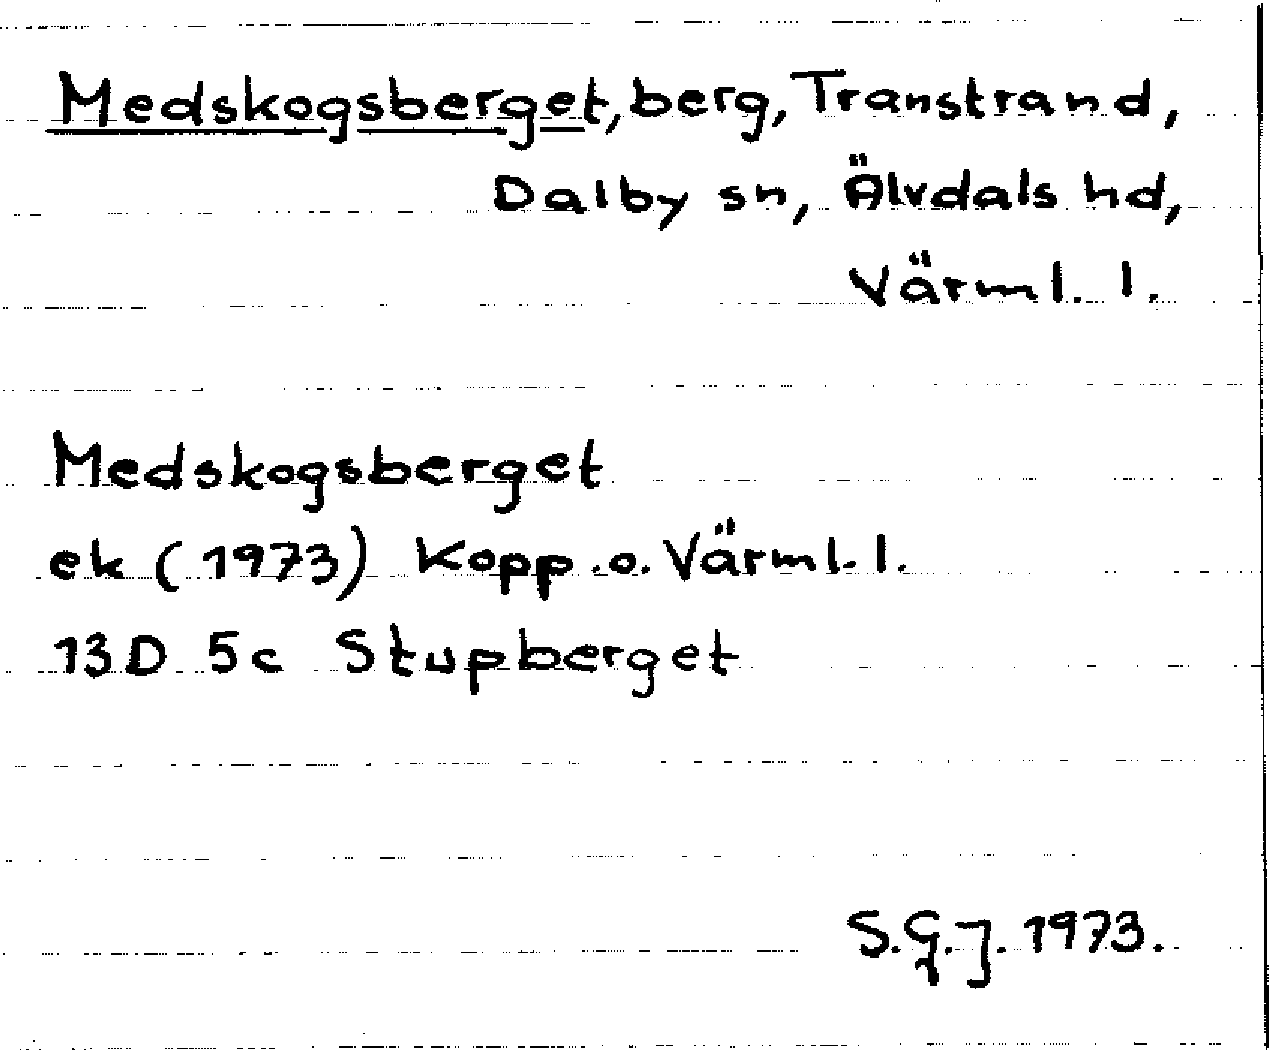 Medskogsberget, berg, Transtrand,
Dalby sn, Älvdals hd,
Värml. l.
Medskogsberget
ek (1973) Kopp. o. Värml. l.
13D 5c Stupberget
S.G.J. 1973.